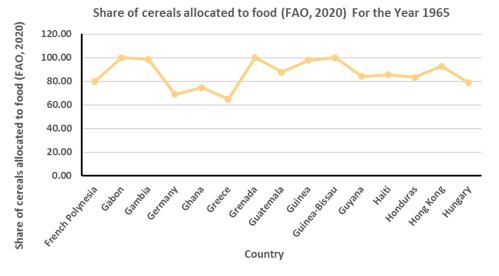 Share of cereals allocated to food (FAO, 2020)  For the Year 1965
Share of cereals allocated to food (FAO, 2020)
120.00
100.00
80.00
60.00
40.00
20.00
0.00
French Polynesia
Gabon
Gambia
Germany
Ghana
Greece
Grenada
Guatemala
Guinea
Guinea-Bissau
Guyana
Haiti
Honduras
Hong Kong
Hungary
Country